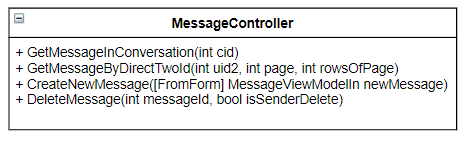 MessageController
+ GetMessageInConversation(int cid)
+ GetMessageByDirectTwoId(int uid2, int page, int rowsOfPage)
+ CreateNewMessage([FromForm] MessageViewModelIn newMessage)
+ DeleteMessage(int messageId, bool isSenderDelete)